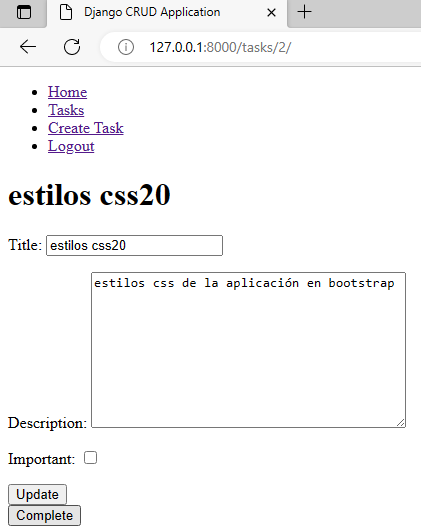 Django CRUD Application
127.0.0.1:8000/tasks/2/
Home
Tasks
Create Task
Logout
estilos css20
Title: estilos css20
estilos css de la aplicación en bootstrap
Description:
Important:
Update
Complete